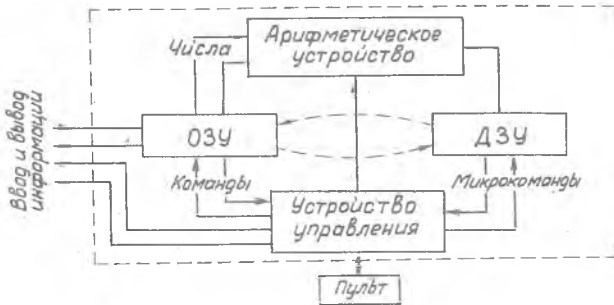 Арифметическое
устройство
Числа
Ввод и вывод
информации
ОЗУ
ДЗУ
Команды
Микрокоманды
Устройство
управления
Пульт